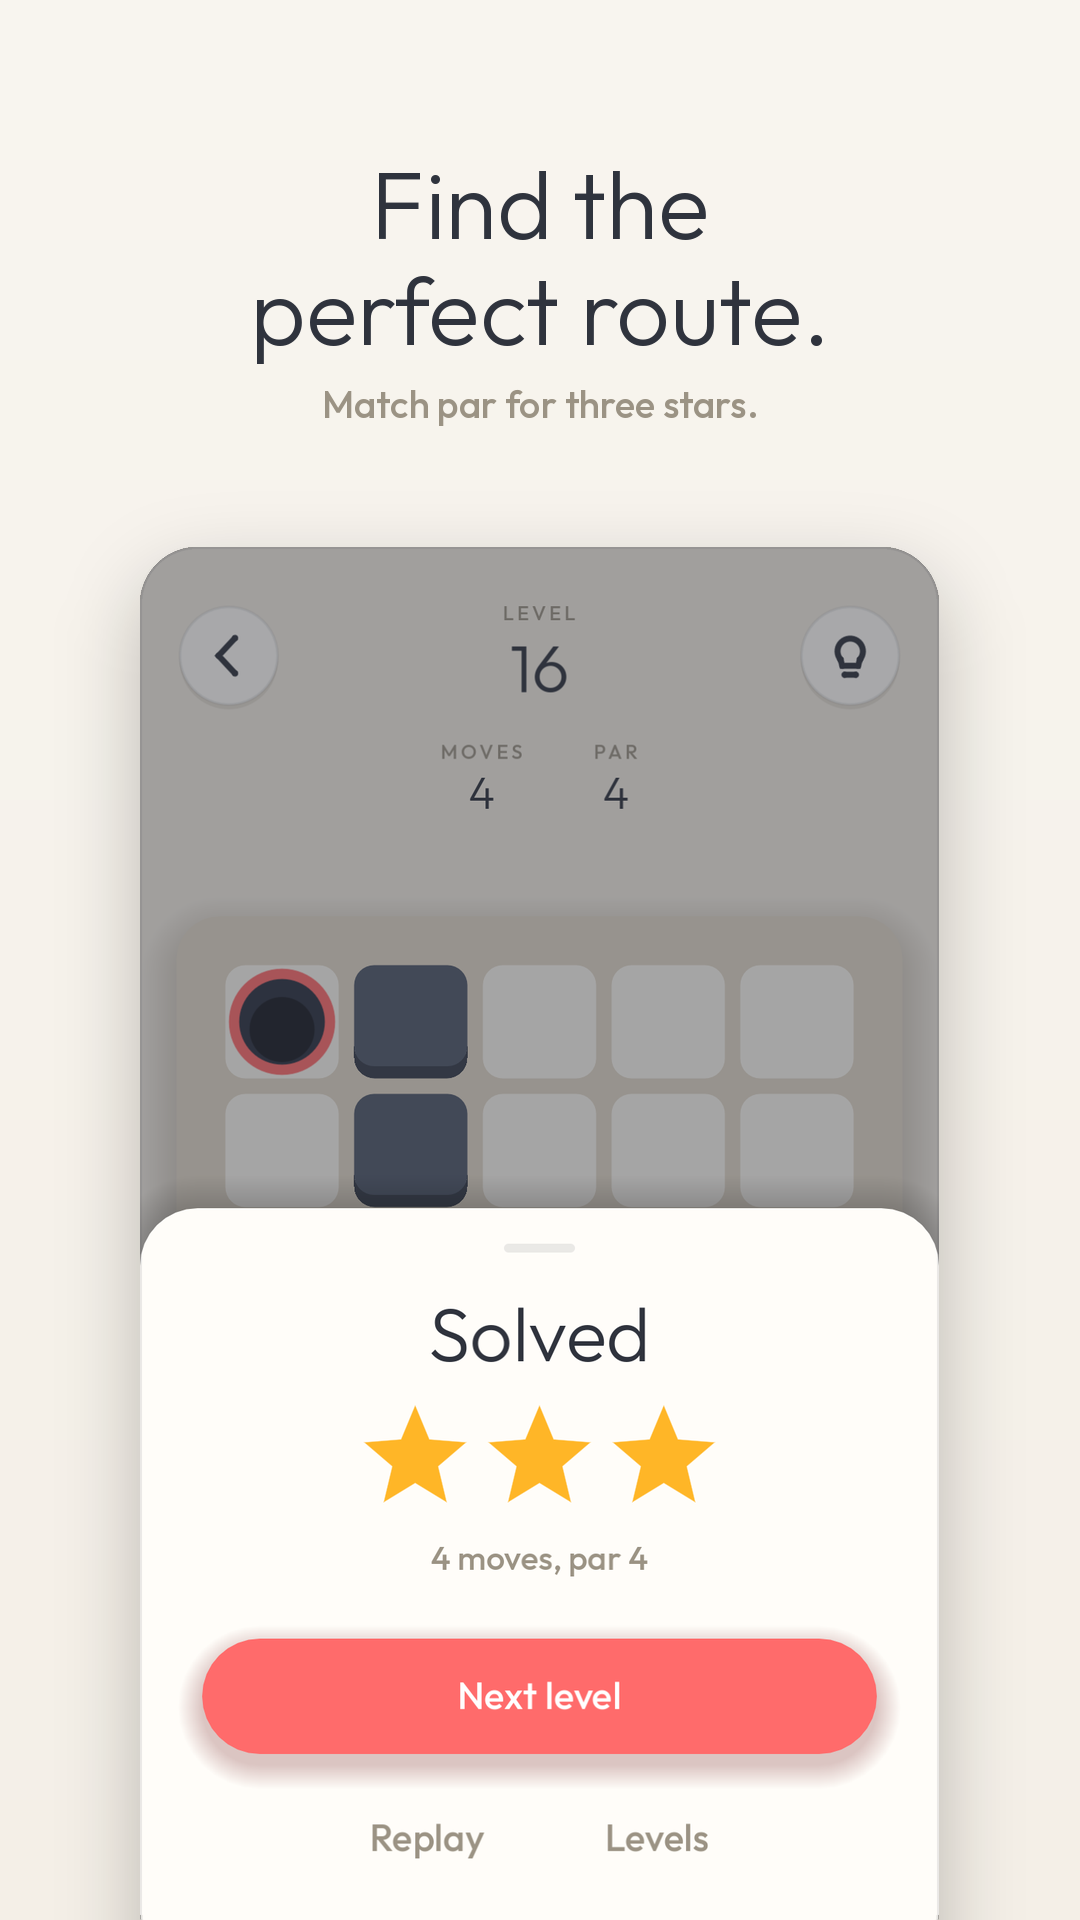 Find the
perfect route.
Match par for three stars.
LEVEL
16
MOVES PAR
4 4
Solved
4 moves, par 4
Next level
Replay Levels